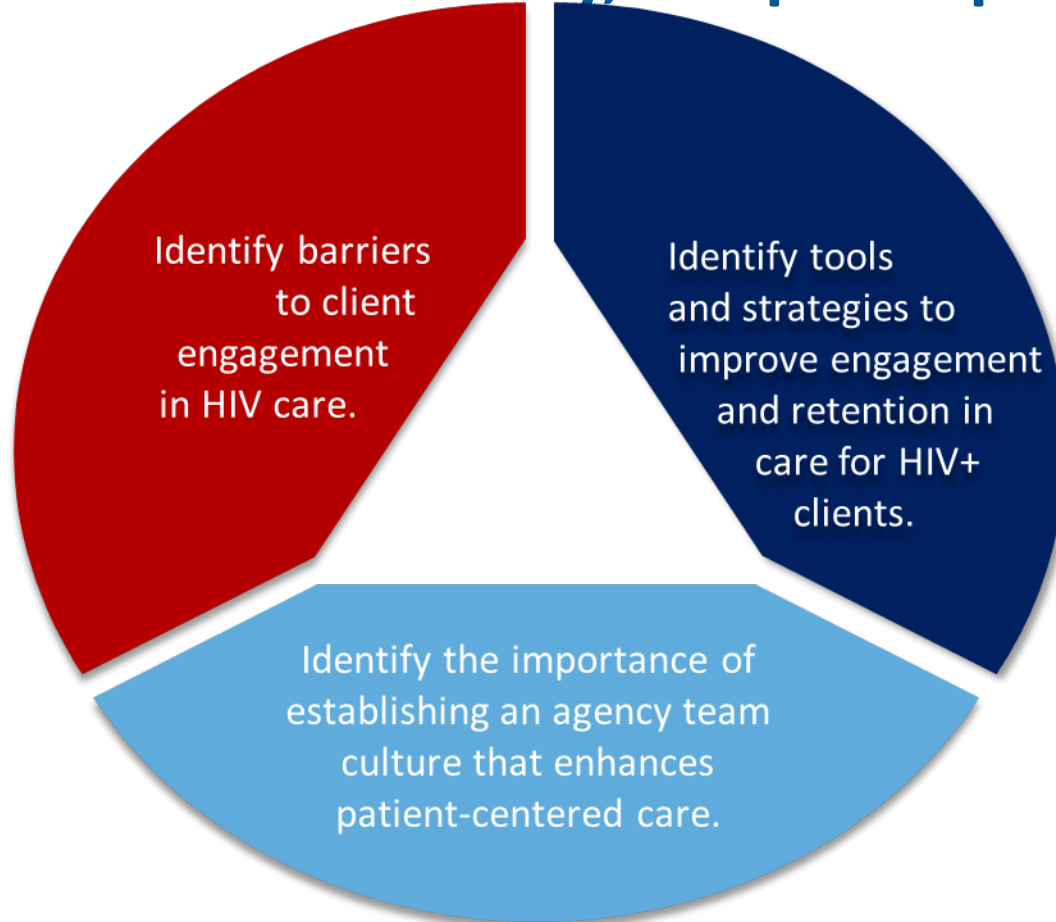 Identify barriers
to client
engagement
in HIV care.
Identify tools
and strategies to
improve engagement
and retention in
care for HIV+
clients.
Identify the importance of
establishing an agency team
culture that enhances
patient-centered care.